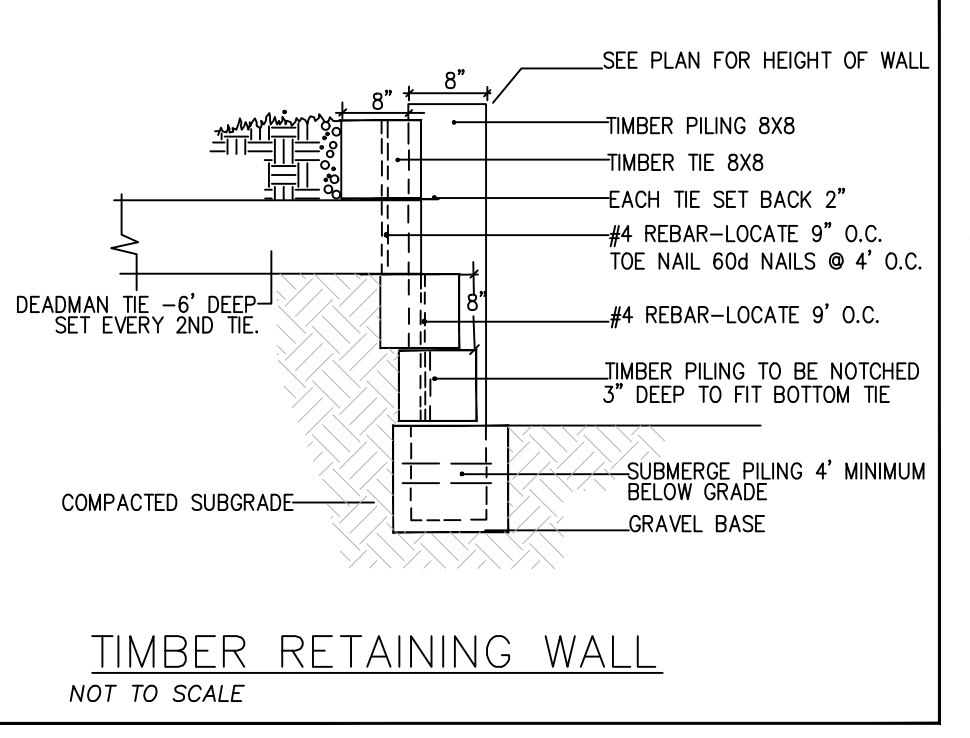 SEE PLAN FOR HEIGHT OF WALL
8"
8"
TIMBER PILING 8X8
TIMBER TIE 8X8
EACH TIE SET BACK 2"
#4 REBAR-LOCATE 9" O.C.
TOE NAIL 60d NAILS @ 4' O.C.
DEADMAN TIE -6' DEEP
SET EVERY 2ND TIE.
8"
#4 REBAR-LOCATE 9' O.C.
TIMBER PILING TO BE NOTCHED
3" DEEP TO FIT BOTTOM TIE
SUBMERGE PILING 4' MINIMUM
BELOW GRADE
COMPACTED SUBGRADE
GRAVEL BASE
TIMBER RETAINING WALL
NOT TO SCALE